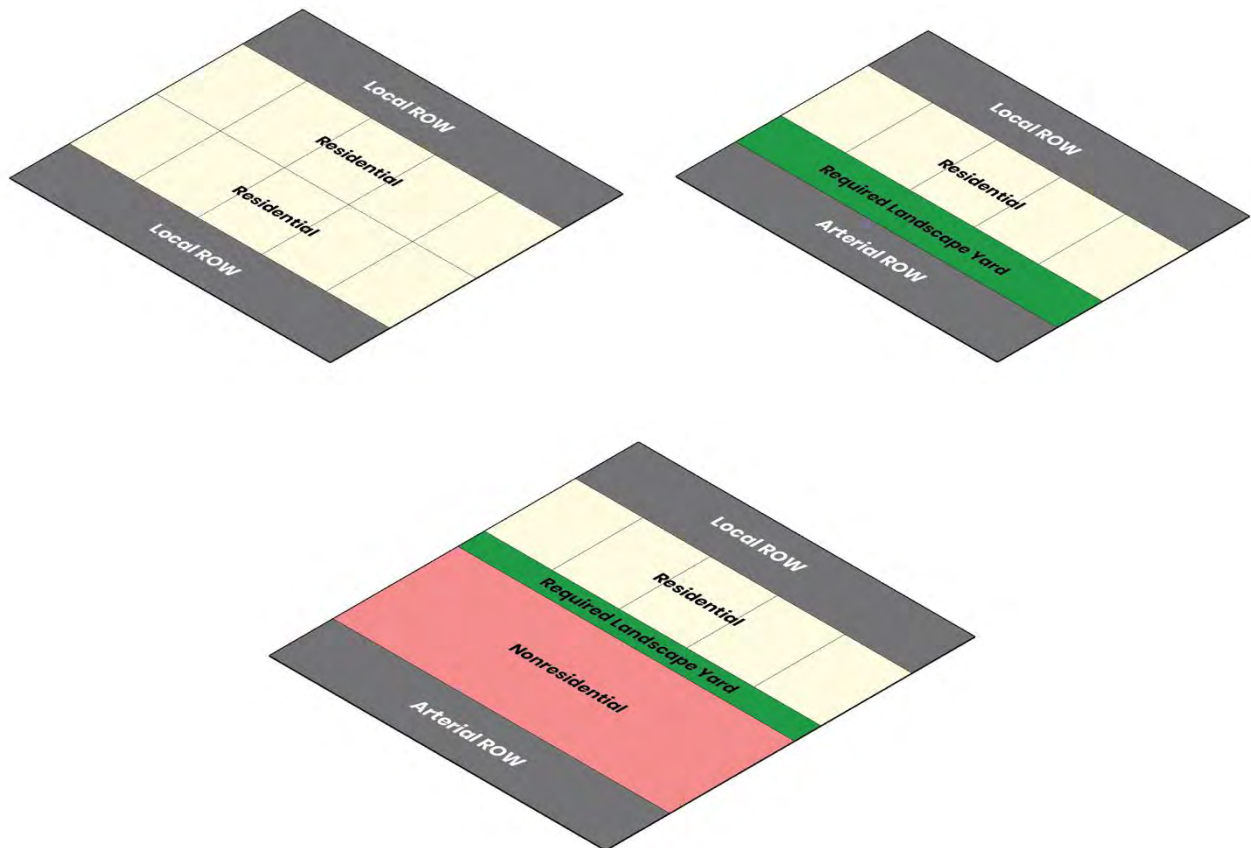 Local ROW
Residential
Residential
Local ROW
Local ROW
Residential
Required Landscape Yard
Arterial ROW
Local ROW
Residential
Required Landscape Yard
Nonresidential
Arterial ROW